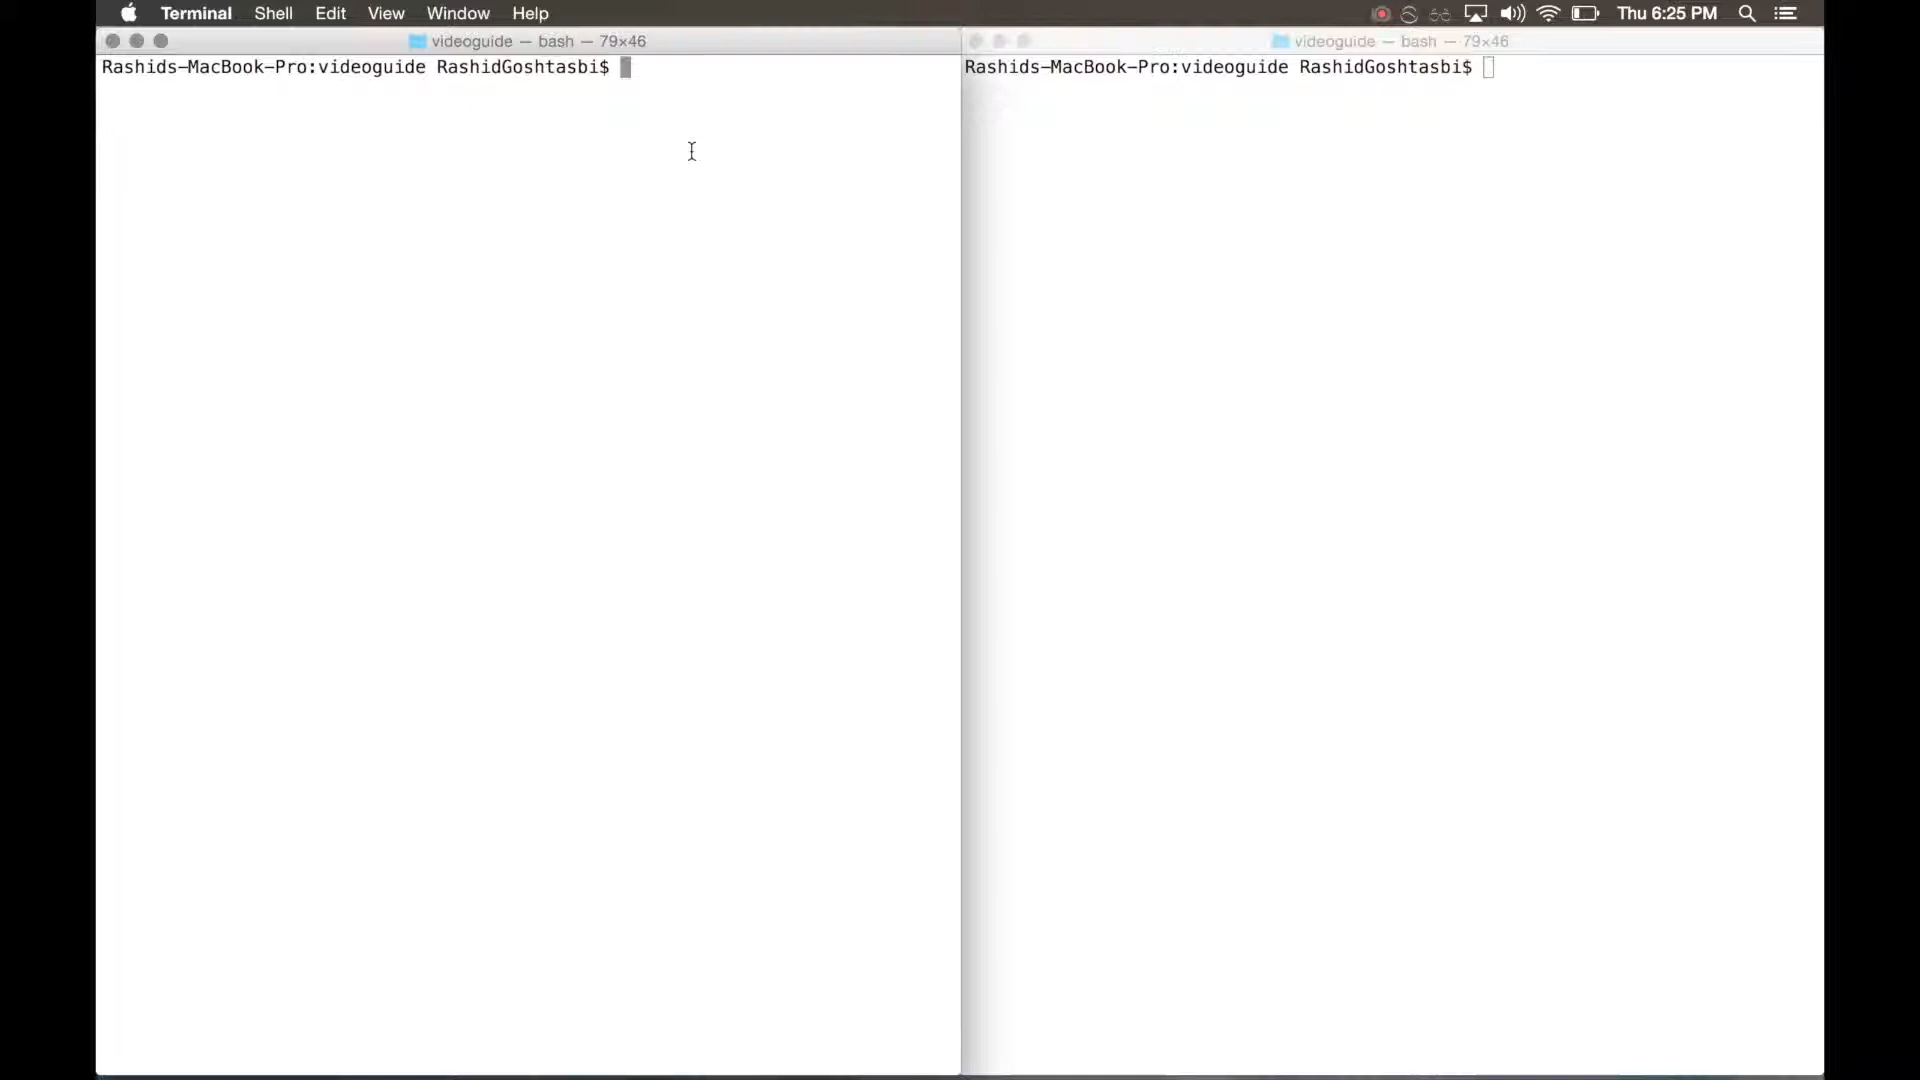 Terminal Shell Edit View Window Help Thu 6:25 PM
videoguide — bash — 79×46
Rashids-MacBook-Pro:videoguide RashidGoshtasbi$
videoguide — bash — 79×46
Rashids-MacBook-Pro:videoguide RashidGoshtasbi$